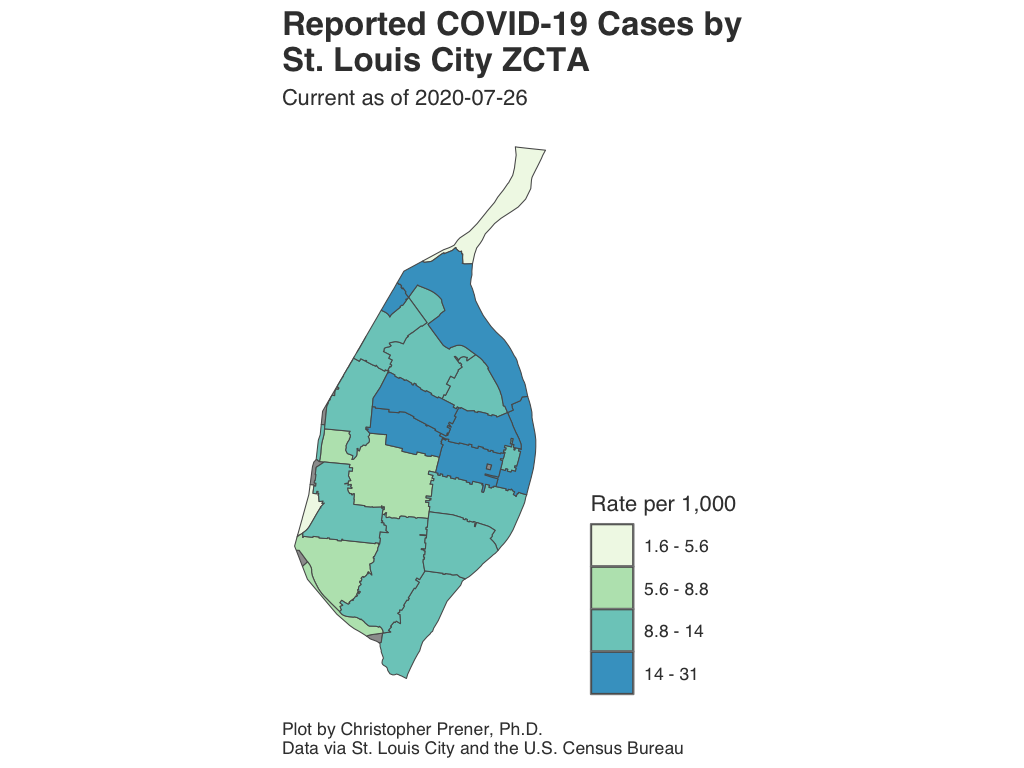 Reported COVID-19 Cases by
St. Louis City ZCTA
Current as of 2020-07-26
Rate per 1,000
1.6 - 5.6
5.6 - 8.8
8.8 - 14
14 - 31
Plot by Christopher Prener, Ph.D.
Data via St. Louis City and the U.S. Census Bureau